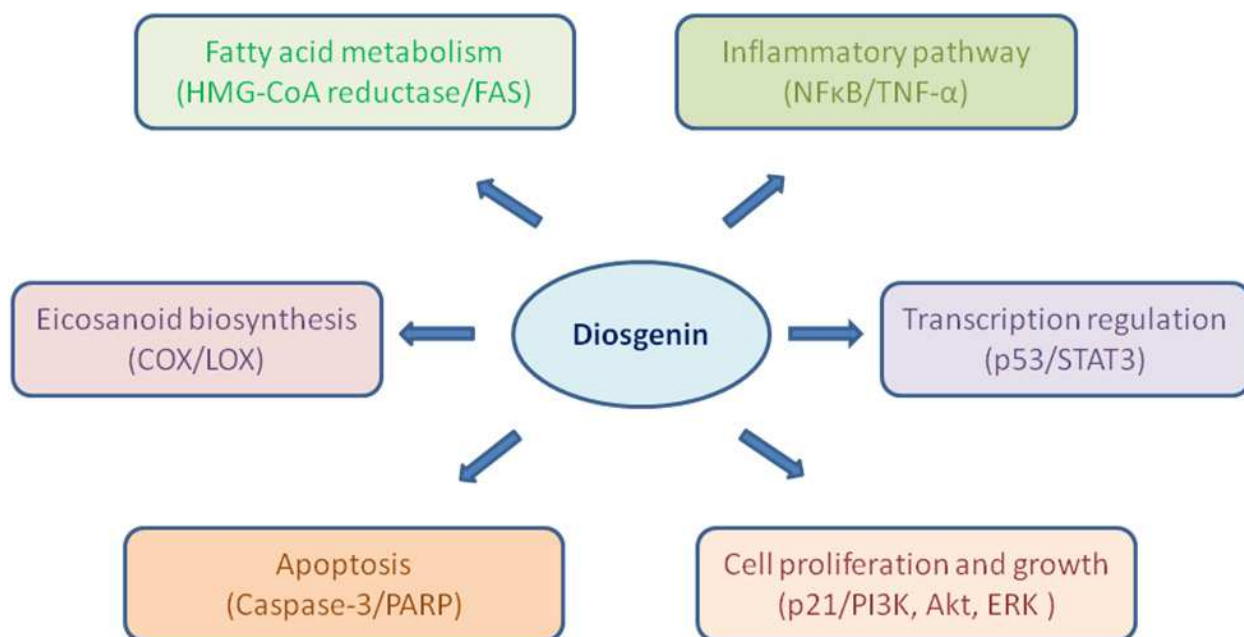 Fatty acid metabolism
(HMG-CoA reductase/FAS)
Inflammatory pathway
(NFκB/TNF-α)
Eicosanoid biosynthesis
(COX/LOX)
Diosgenin
Transcription regulation
(p53/STAT3)
Apoptosis
(Caspase-3/PARP)
Cell proliferation and growth
(p21/PI3K, Akt, ERK )